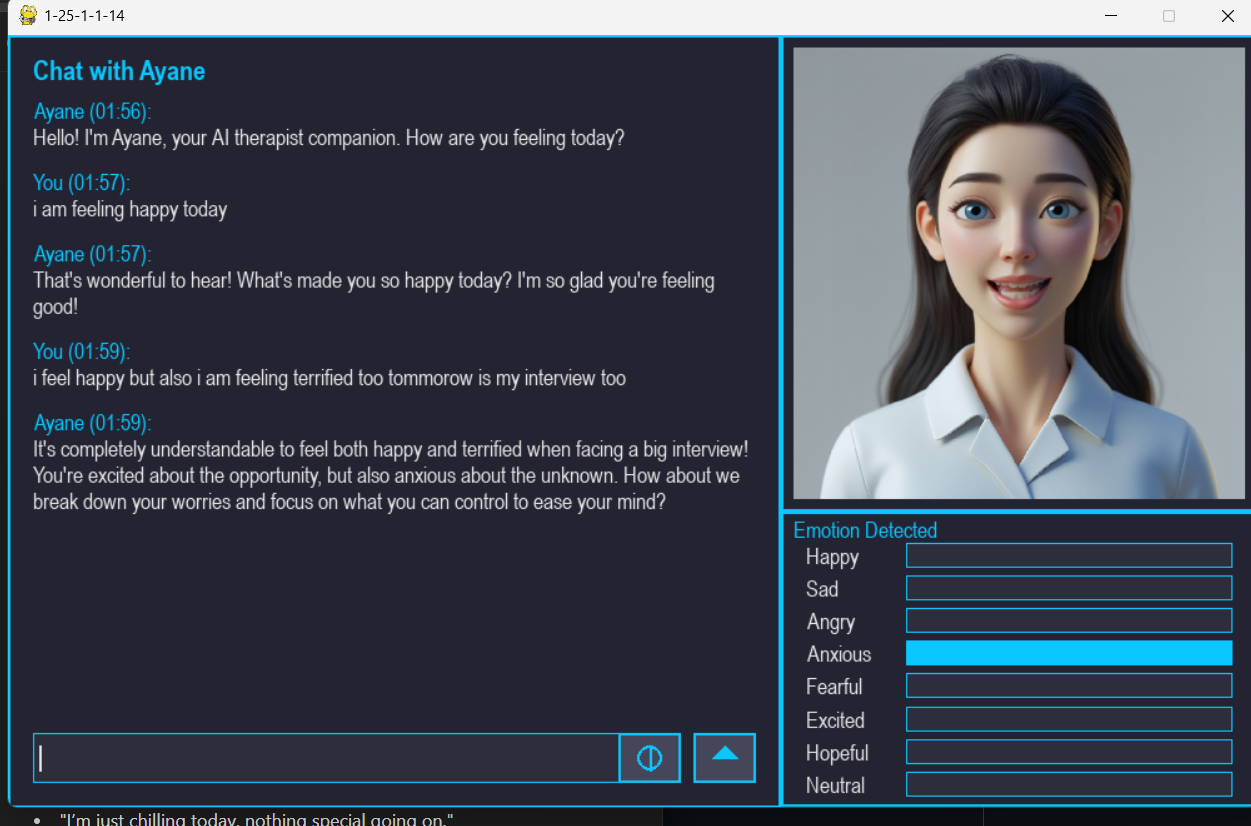 1-25-1-1-14
Chat with Ayane
Ayane (01:56):
Hello! I'm Ayane, your AI therapist companion. How are you feeling today?
You (01:57):
i am feeling happy today
Ayane (01:57):
That's wonderful to hear! What's made you so happy today? I'm so glad you're feeling
good!
You (01:59):
i feel happy but also i am feeling terrified too tommorow is my interview too
Ayane (01:59):
It's completely understandable to feel both happy and terrified when facing a big interview!
You're excited about the opportunity, but also anxious about the unknown. How about we
break down your worries and focus on what you can control to ease your mind?
Emotion Detected
Happy
Sad
Angry
Anxious
Fearful
Excited
Hopeful
Neutral
"I'm just chilling today, nothing special going on."